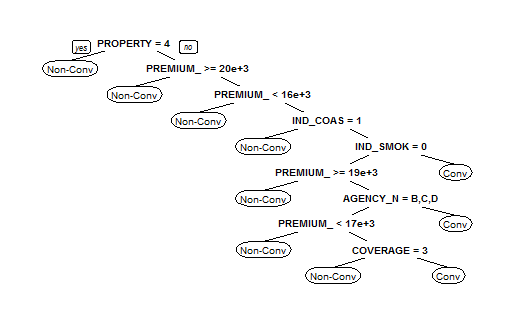 PROPERTY = 4
yes
no
Non-Conv
PREMIUM_ >= 20e+3
Non-Conv
PREMIUM_ < 16e+3
Non-Conv
IND_COAS = 1
Non-Conv
IND_SMOK = 0
PREMIUM_ >= 19e+3
Conv
Non-Conv
AGENCY_N = B,C,D
PREMIUM_ < 17e+3
Conv
Non-Conv
COVERAGE = 3
Non-Conv
Conv